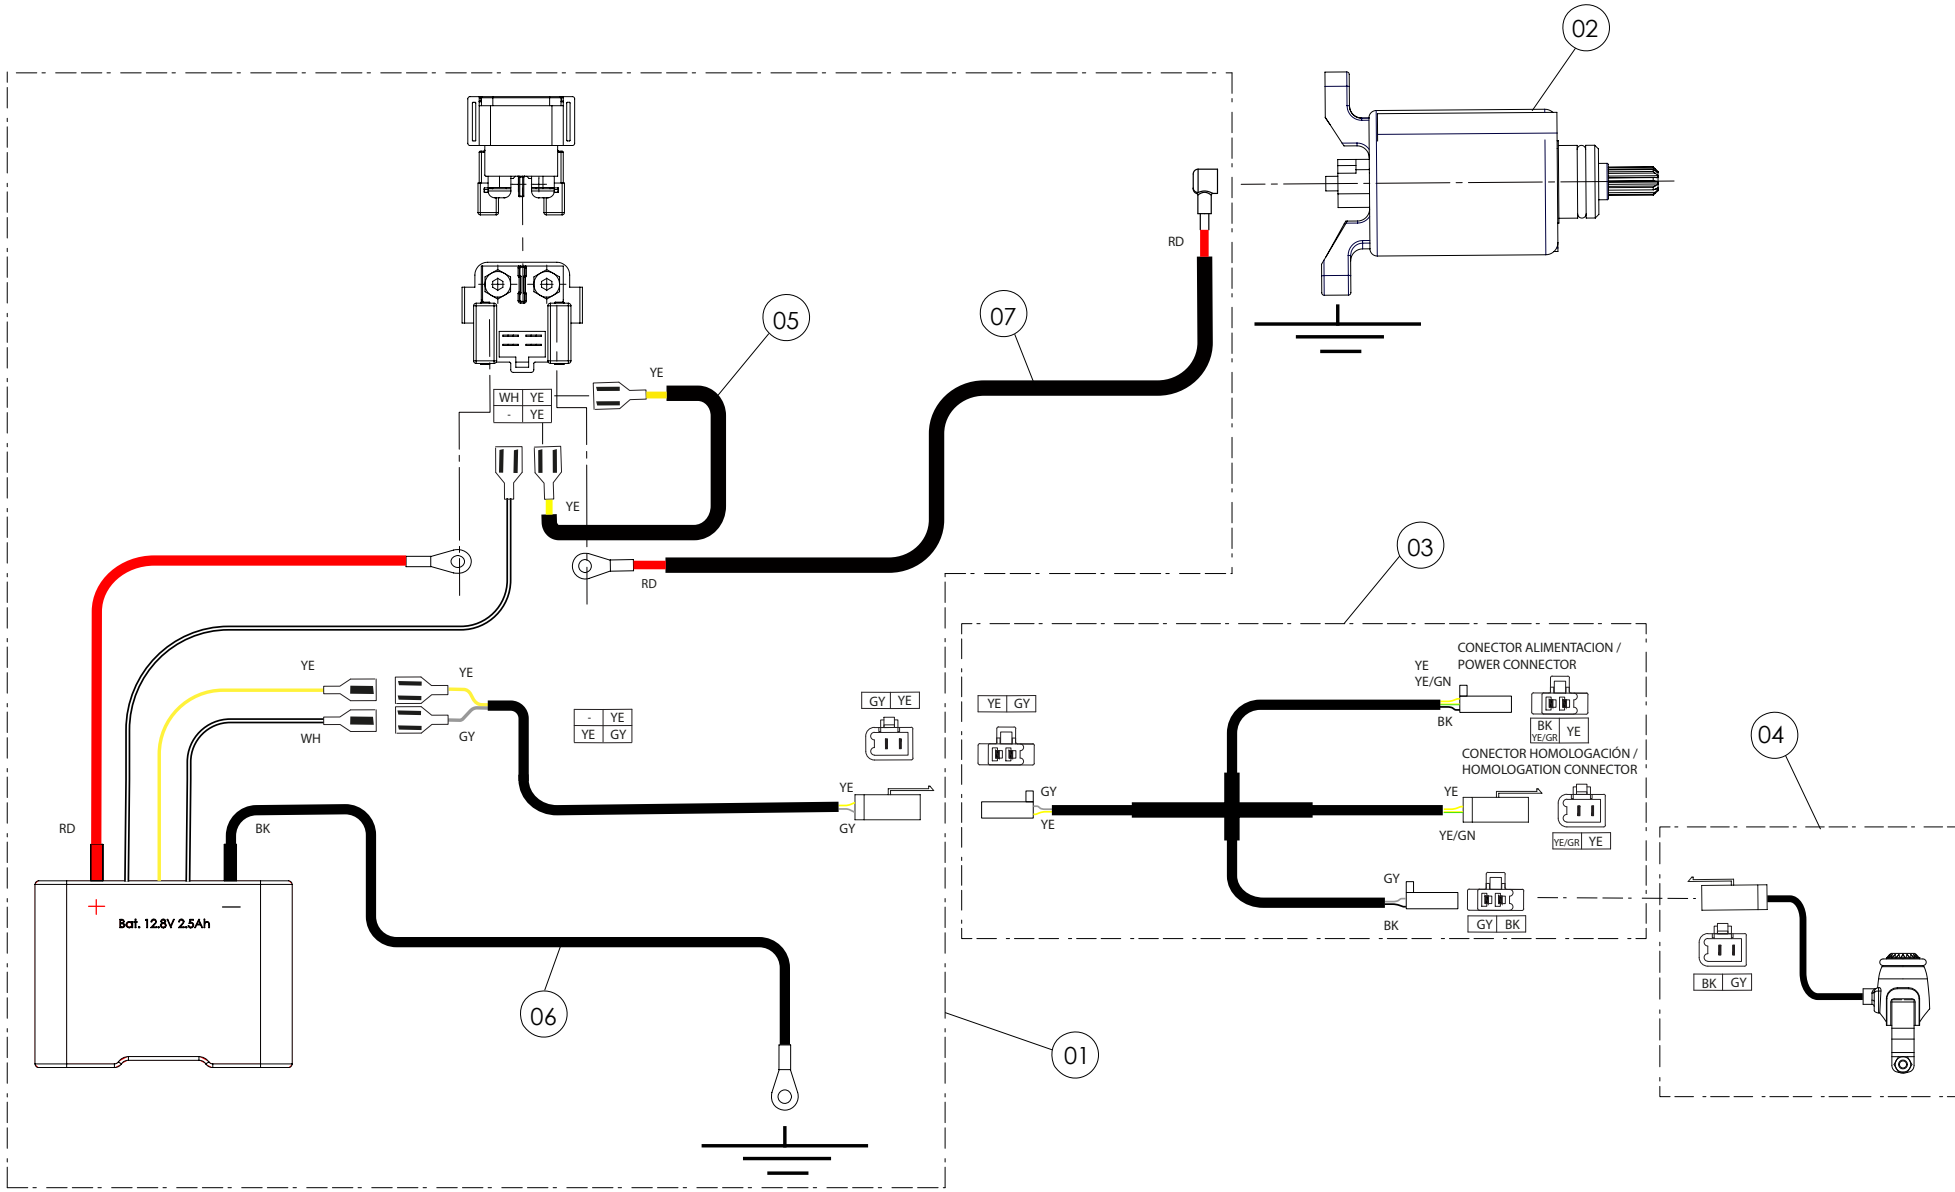 02
RD
05
07
YE
WH YE
- YE
YE
03
RD
CONECTOR ALIMENTACION /
POWER CONNECTOR
YE
YE/GN
BK
BK
YE/GR
YE
YE
YE
GY
WH
- YE
YE GY
GY YE
YE GY
CONECTOR HOMOLOGACIÓN /
HOMOLOGATION CONNECTOR
04
YE
GY
GY
YE
YE
YE/GN
YE/GR YE
RD
BK
+
—
Bat. 12.8V 2.5Ah
GY
BK
GY BK
BK GY
06
01